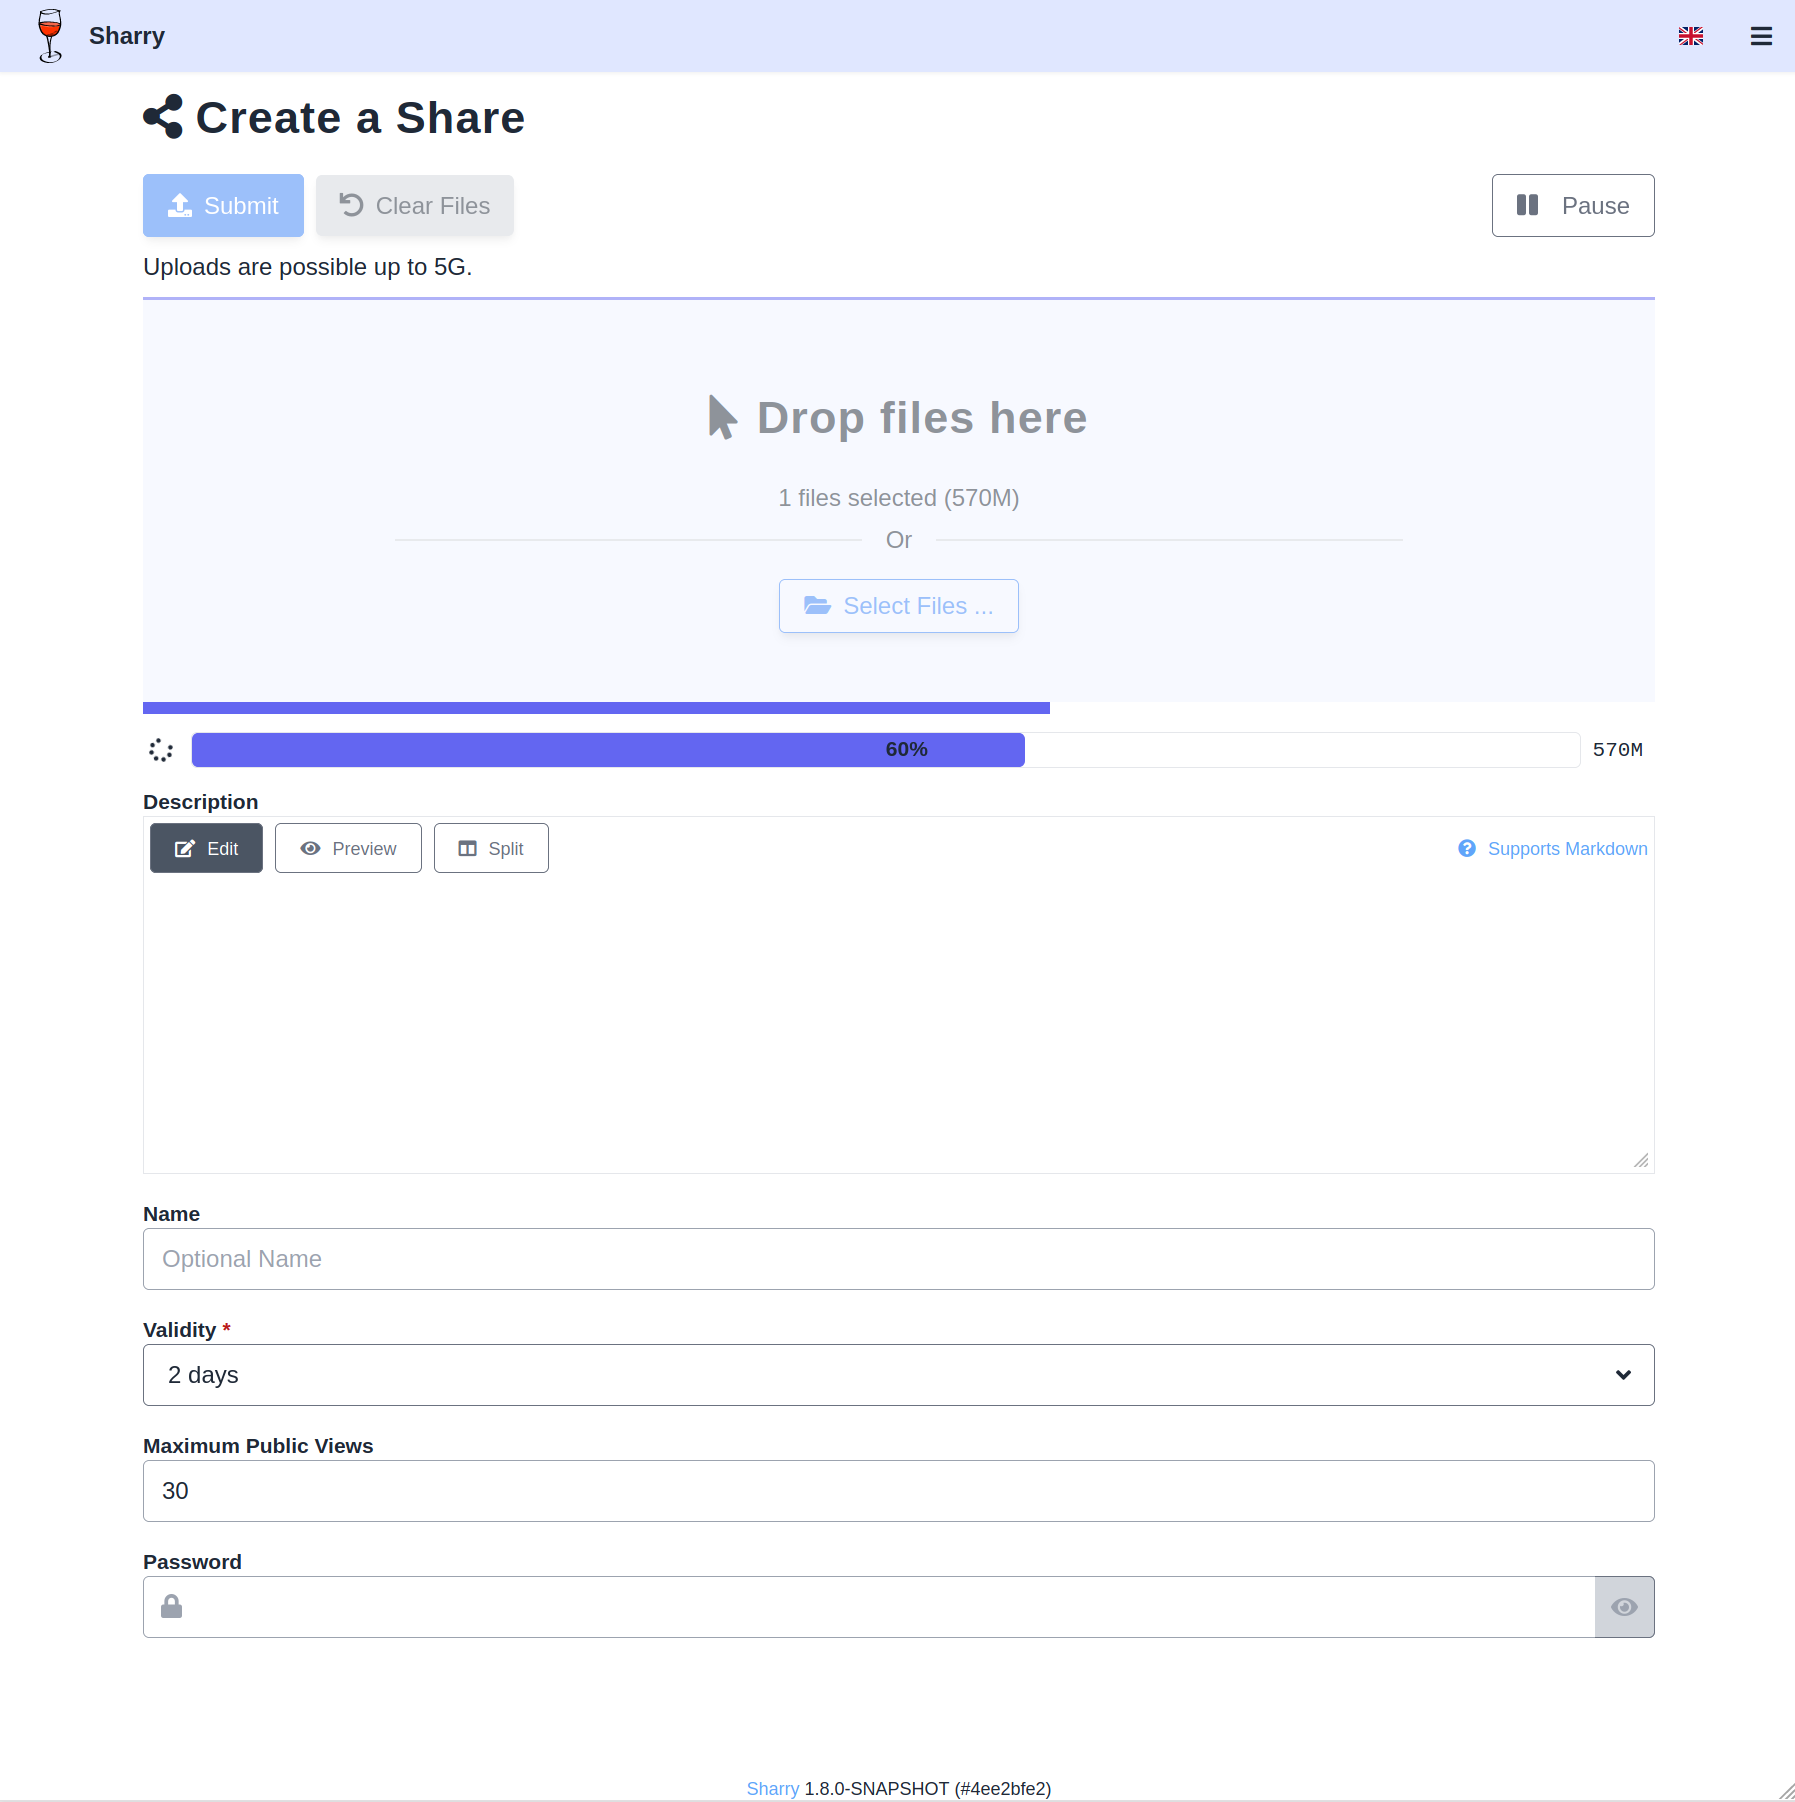 Sharry
Create a Share
Submit
Clear Files
Pause
Uploads are possible up to 5G.
Drop files here
1 files selected (570M)
Or
Select Files ...
60%
570M
Description
Edit
Preview
Split
Supports Markdown
Name
Optional Name
Validity *
2 days
Maximum Public Views
30
Password
Sharry 1.8.0-SNAPSHOT (#4ee2bfe2)